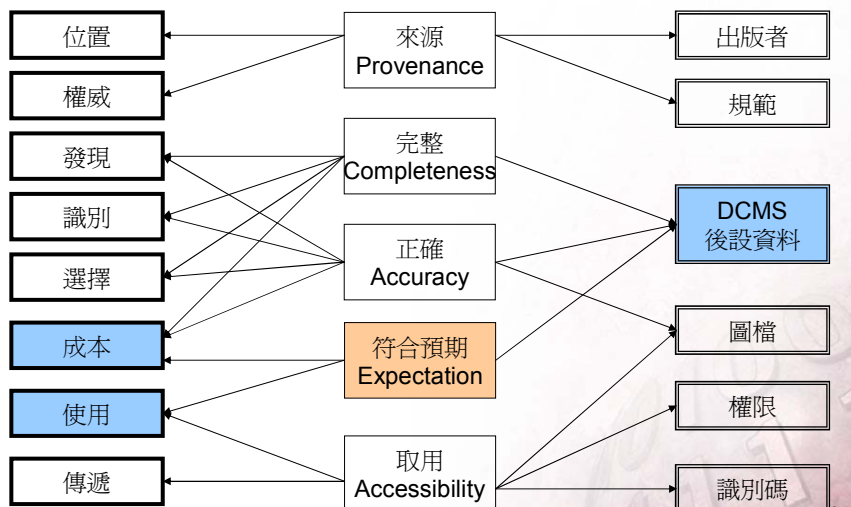 位置
權威
發現
識別
選擇
成本
使用
傳遞
來源
Provenance
完整
Completeness
正確
Accuracy
符合預期
Expectation
取用
Accessibility
出版者
規範
DCMS
後設資料
圖檔
權限
識別碼